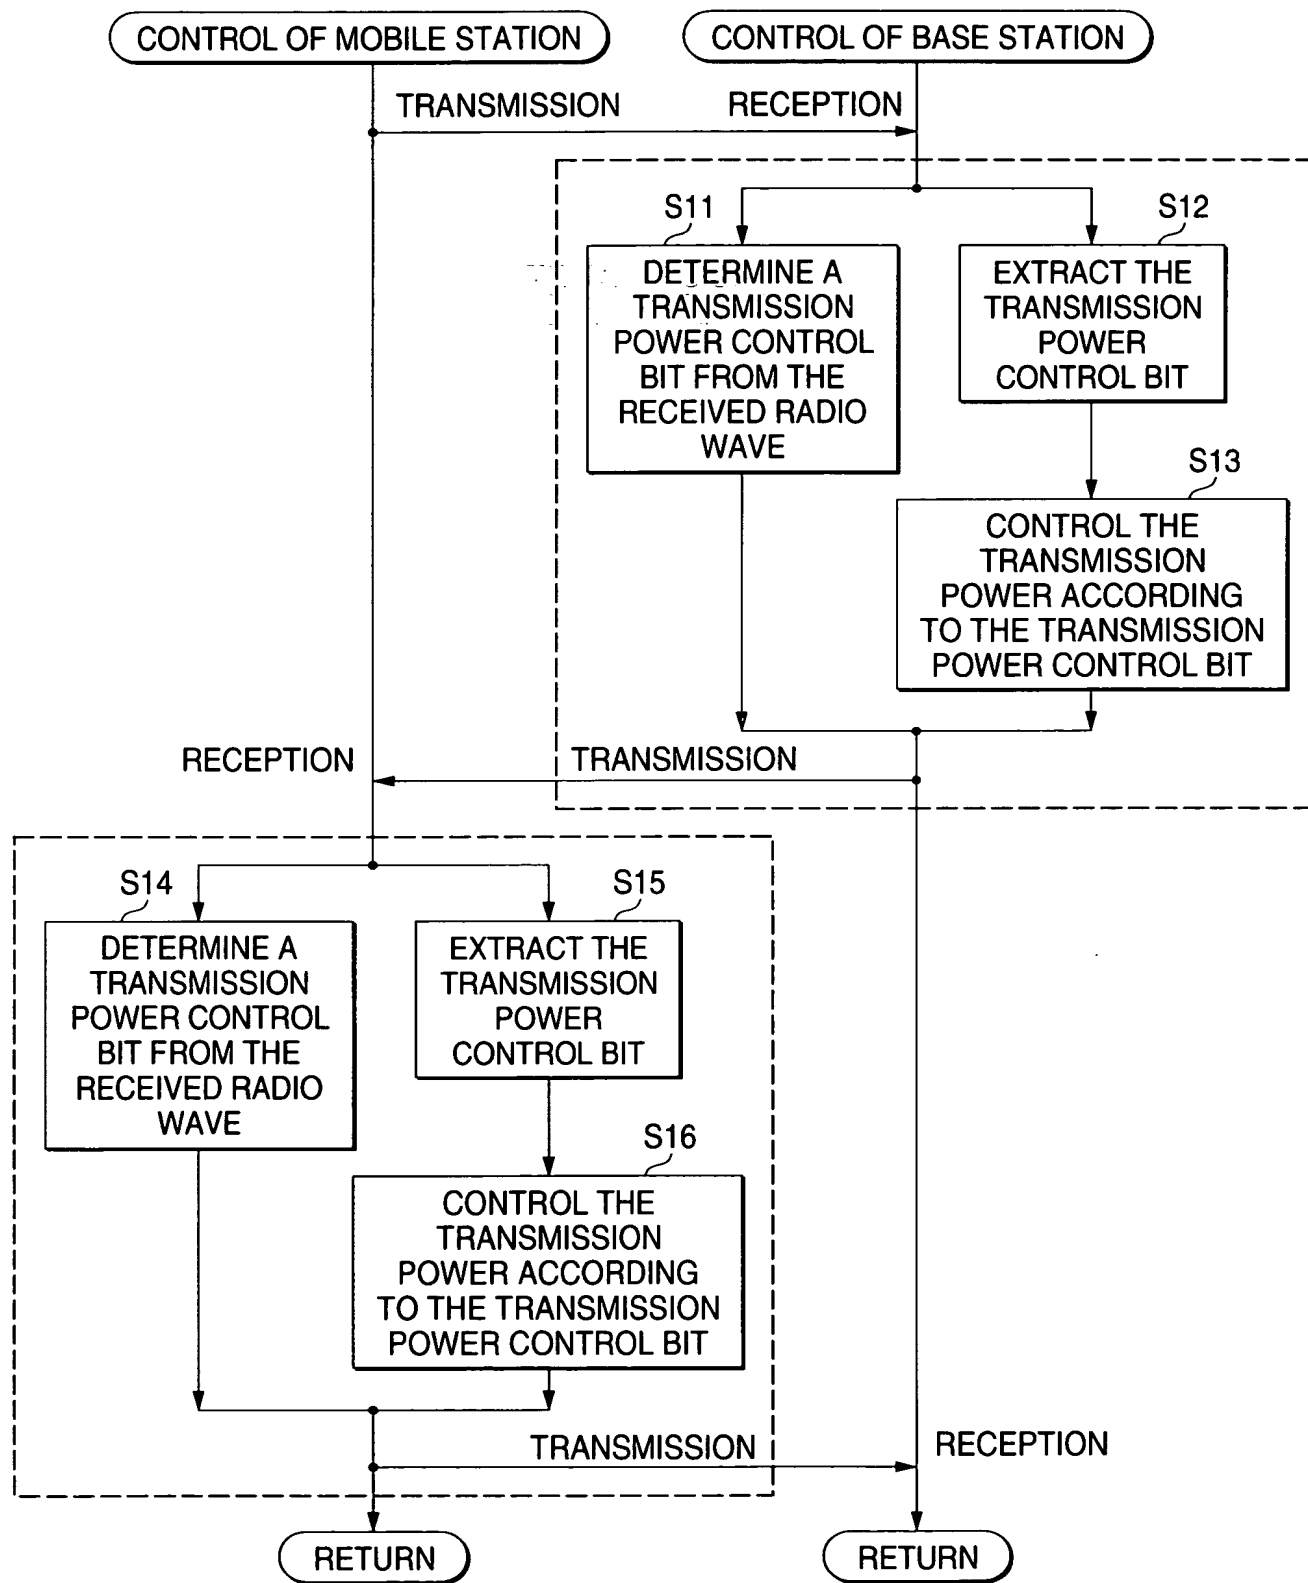 CONTROL OF MOBILE STATION
CONTROL OF BASE STATION
TRANSMISSION
RECEPTION
S11
DETERMINE A
TRANSMISSION
POWER CONTROL
BIT FROM THE
RECEIVED RADIO
WAVE
S12
EXTRACT THE
TRANSMISSION
POWER
CONTROL BIT
S13
CONTROL THE
TRANSMISSION
POWER ACCORDING
TO THE TRANSMISSION
POWER CONTROL BIT
RECEPTION
TRANSMISSION
S14
DETERMINE A
TRANSMISSION
POWER CONTROL
BIT FROM THE
RECEIVED RADIO
WAVE
S15
EXTRACT THE
TRANSMISSION
POWER
CONTROL BIT
S16
CONTROL THE
TRANSMISSION
POWER ACCORDING
TO THE TRANSMISSION
POWER CONTROL BIT
TRANSMISSION
RECEPTION
RETURN
RETURN